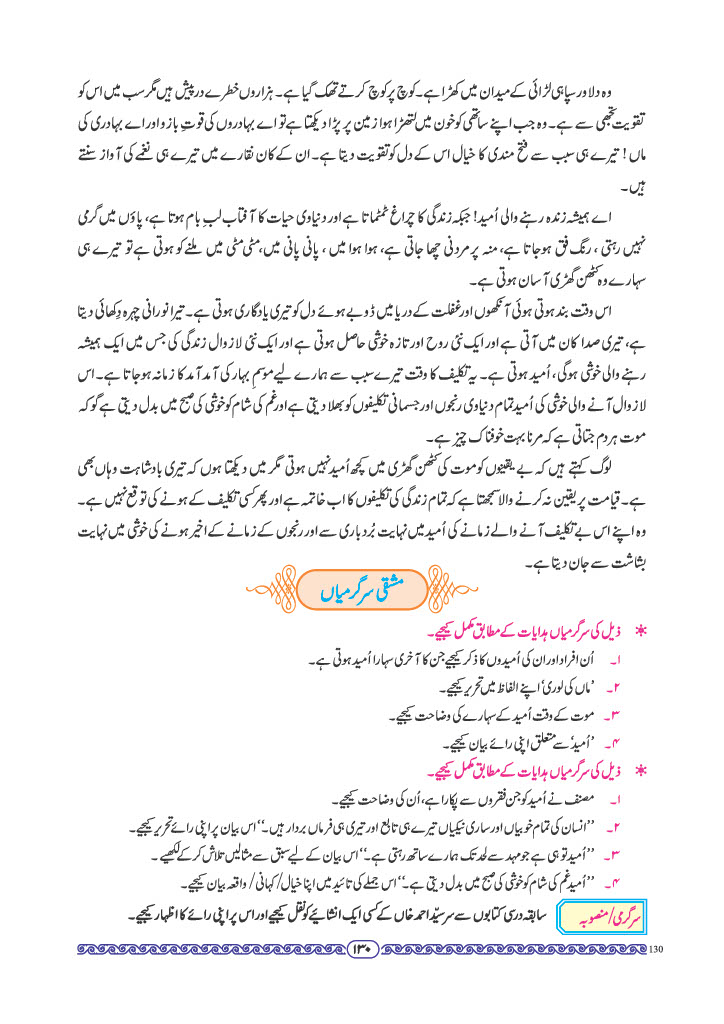 وہ دلاور سپاہی لڑائی کے میدان میں کھڑا ہے۔ کوچ پر کوچ کرتے تھک گیا ہے۔ ہزاروں خطرے درپیش ہیں مگر سب میں اس کو
تقویت تجھی سے ہے۔ وہ جب اپنے ساتھی کو خون میں لتھڑا ہوا زمین پر پڑا دیکھتا ہے تو اے بہادروں کی قوتِ بازو اور اے بہادری کی
ماں! تیرے ہی سبب سے فتح مندی کا خیال اس کے دل کو تقویت دیتا ہے۔ ان کے کان نقارے میں تیرے ہی نغمے کی آواز سنتے
ہیں۔
اے ہمیشہ زندہ رہنے والی اُمید! جبکہ زندگی کا چراغ ٹمٹماتا ہے اور دنیاوی حیات کا آفتاب لبِ بام ہوتا ہے، پاؤں میں گرمی
نہیں رہتی، رنگ فق ہوجاتا ہے، منہ پر مردنی چھا جاتی ہے، ہوا ہوا میں، پانی پانی میں، مٹی مٹی میں ملنے کو ہوتی ہے تو تیرے ہی
سہارے وہ کٹھن گھڑی آسان ہوتی ہے۔
اس وقت بند ہوتی ہوئی آنکھوں اور غفلت کے دریا میں ڈوبے ہوئے دل کو تیری یادگاری ہوتی ہے۔ تیرا نورانی چہرہ دِکھائی دیتا
ہے، تیری صدا کان میں آتی ہے اور ایک نئی روح اور تازہ خوشی حاصل ہوتی ہے اور ایک نئی لازوال زندگی کی جس میں ایک ہمیشہ
رہنے والی خوشی ہوگی، اُمید ہوتی ہے۔ یہ تکلیف کا وقت تیرے سبب سے ہمارے لیے موسمِ بہار کی آمد آمد کا زمانہ ہوجاتا ہے۔ اس
لازوال آنے والی خوشی کی اُمید تمام دنیاوی رنجوں اور جسمانی تکلیفوں کو بھلا دیتی ہے اور غم کی شام کو خوشی کی صبح میں بدل دیتی ہے گو کہ
موت ہر دم جتاتی ہے کہ مرنا بہت خوفناک چیز ہے۔
لوگ کہتے ہیں کہ بے یقینوں کو موت کی کٹھن گھڑی میں کچھ اُمید نہیں ہوتی مگر میں دیکھتا ہوں کہ تیری بادشاہت وہاں بھی
ہے۔ قیامت پر یقین نہ کرنے والا سمجھتا ہے کہ تمام زندگی کی تکلیفوں کا اب خاتمہ ہے اور پھر کسی تکلیف کے ہونے کی توقع نہیں ہے۔
وہ اپنے اس بے تکلیف آنے والے زمانے کی اُمید میں نہایت بُردباری سے اور رنجوں کے زمانے کے اخیر ہونے کی خوشی میں نہایت
بشاشت سے جان دیتا ہے۔
مشقی سرگرمیاں
* ذیل کی سرگرمیاں ہدایات کے مطابق مکمل کیجیے۔
۱۔ اُن افراد اور ان کی اُمیدوں کا ذکر کیجیے جن کا آخری سہارا اُمید ہوتی ہے۔
۲۔ 'ماں کی لوری' اپنے الفاظ میں تحریر کیجیے۔
۳۔ موت کے وقت اُمید کے سہارے کی وضاحت کیجیے۔
۴۔ 'اُمید' سے متعلق اپنی رائے بیان کیجیے۔
* ذیل کی سرگرمیاں ہدایات کے مطابق مکمل کیجیے۔
۱۔ مصنف نے اُمید کو جن فقروں سے پکارا ہے، اُن کی وضاحت کیجیے۔
۲۔ ''انسان کی تمام خوبیاں اور ساری نیکیاں تیرے ہی تابع اور تیری ہی فرماں بردار ہیں۔'' اس بیان پر اپنی رائے تحریر کیجیے۔
۳۔ ''اُمید تو ہی ہے جو مہد سے لحد تک ہمارے ساتھ رہتی ہے۔'' اس بیان کے لیے سبق سے مثالیں تلاش کرکے لکھیے۔
۴۔ ''اُمید غم کی شام کو خوشی کی صبح میں بدل دیتی ہے۔'' اس جملے کی تائید میں اپنا خیال/ کہانی/ واقعہ بیان کیجیے۔
سرگرمی/منصوبہ سابقہ درسی کتابوں سے سر سیّد احمد خاں کے کسی ایک انشائیے کو نقل کیجیے اور اس پر اپنی رائے کا اظہار کیجیے۔
۱۳۰
130